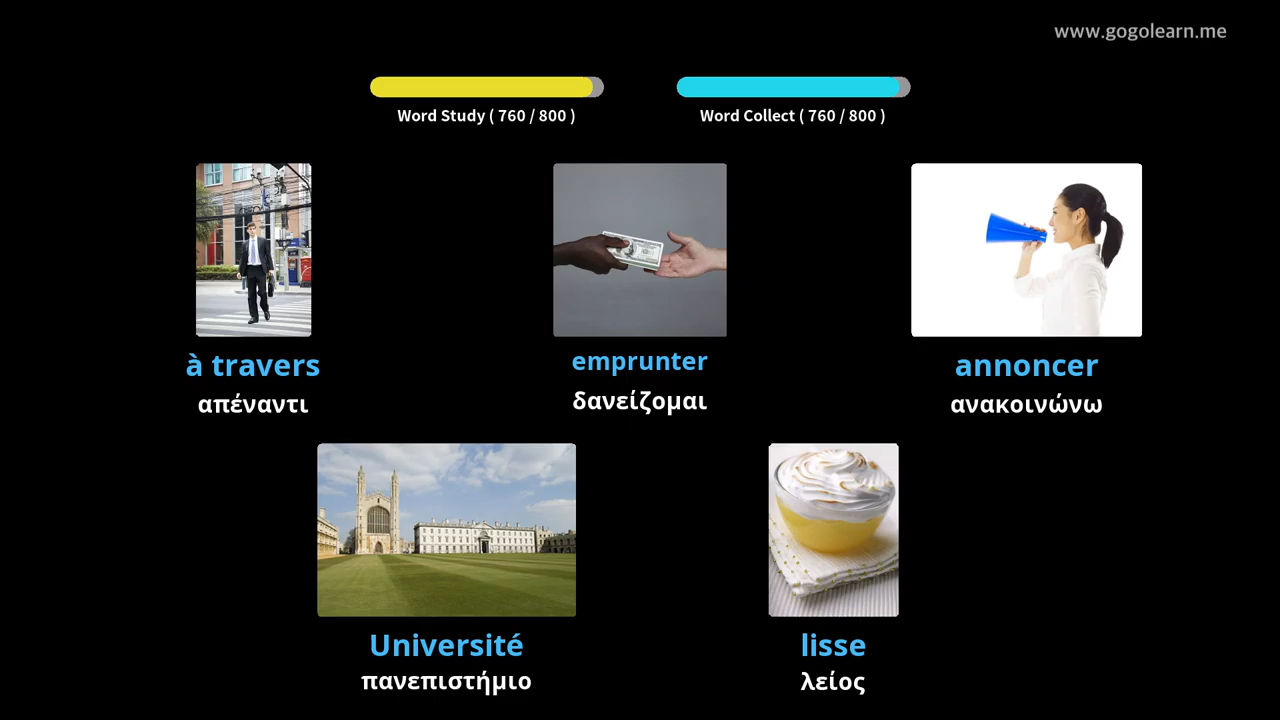 www.gogolearn.me
Word Study ( 760 / 800 )
Word Collect ( 760 / 800 )
à travers
απέναντι
emprunter
δανείζομαι
annoncer
ανακοινώνω
Université
πανεπιστήμιο
lisse
λείος